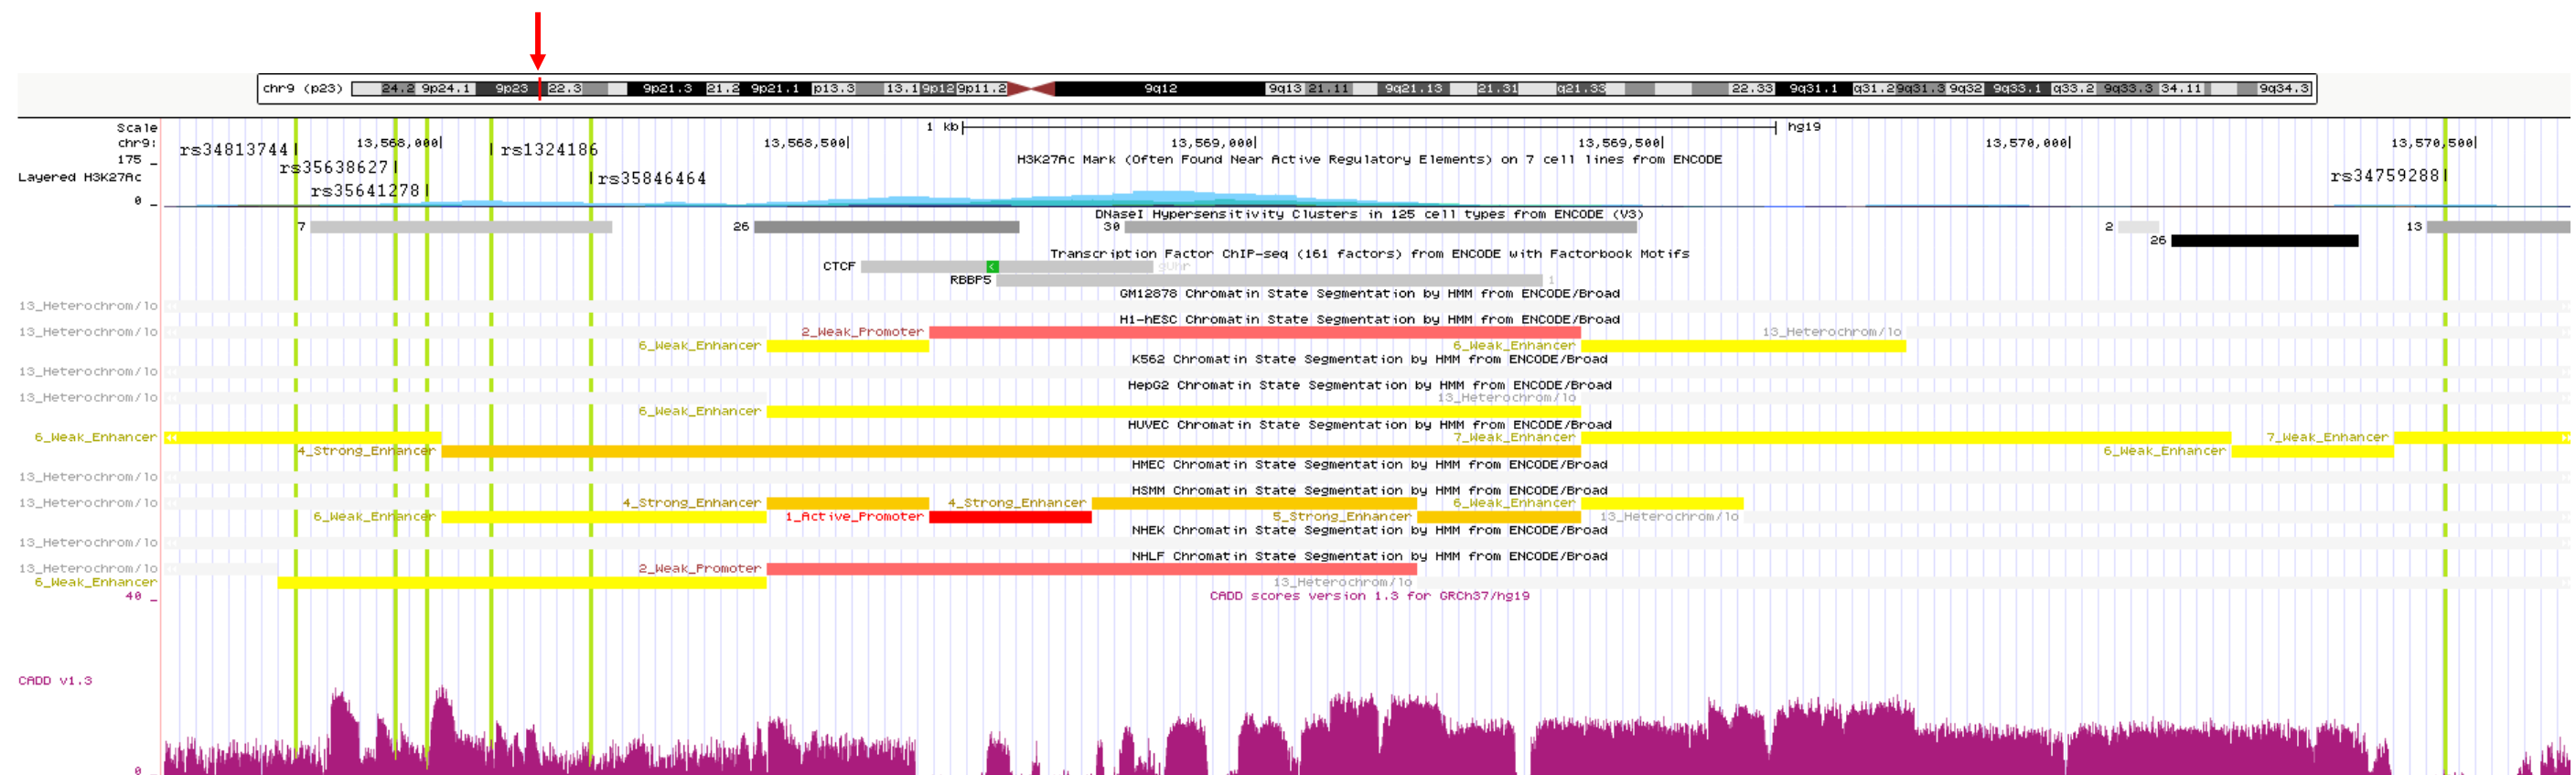 chr9 (p23) 24.2 9p24.1 9p23 22.3 9p21.3 21.2 9p21.1 p13.3 13.1 9p12 9p11.2 9q12 9q13 21.11 9q21.13 21.31 q21.33 22.33 9q31.1 q31.2 9q31.3 9q32 9q33.1 q33.2 9q33.3 34.11 9q34.3
Scale 1 kb hg19
chr9: 13,568,000 13,568,500 13,569,000 13,569,500 13,570,000 13,570,500
rs34813744 rs1324186
175 H3K27Ac Mark (Often Found Near Active Regulatory Elements) on 7 cell lines from ENCODE
rs35638627
Layered H3K27Ac rs35846464 rs34759288
rs35641278
0
DNaseI Hypersensitivity Clusters in 125 cell types from ENCODE (V3)
7 26 30 2 13
26
Transcription Factor ChIP-seq (161 factors) from ENCODE with Factorbook Motifs
CTCF
RBBP5 1
GM12878 Chromatin State Segmentation by HMM from ENCODE/Broad
13_Heterochrom/lo
H1-hESC Chromatin State Segmentation by HMM from ENCODE/Broad
13_Heterochrom/lo 2_Weak_Promoter 13_Heterochrom/lo
6_Weak_Enhancer 6_Weak_Enhancer
K562 Chromatin State Segmentation by HMM from ENCODE/Broad
13_Heterochrom/lo
HepG2 Chromatin State Segmentation by HMM from ENCODE/Broad
13_Heterochrom/lo 13_Heterochrom/lo
6_Weak_Enhancer
HUVEC Chromatin State Segmentation by HMM from ENCODE/Broad
6_Weak_Enhancer 7_Weak_Enhancer 7_Weak_Enhancer
4_Strong_Enhancer 6_Weak_Enhancer
HMEC Chromatin State Segmentation by HMM from ENCODE/Broad
13_Heterochrom/lo
HSMM Chromatin State Segmentation by HMM from ENCODE/Broad
13_Heterochrom/lo 4_Strong_Enhancer 4_Strong_Enhancer 6_Weak_Enhancer
6_Weak_Enhancer 1_Active_Promoter 5_Strong_Enhancer 13_Heterochrom/lo
NHEK Chromatin State Segmentation by HMM from ENCODE/Broad
13_Heterochrom/lo
NHLF Chromatin State Segmentation by HMM from ENCODE/Broad
13_Heterochrom/lo 2_Weak_Promoter
6_Weak_Enhancer 13_Heterochrom/lo
40 CADD scores version 1.3 for GRCh37/hg19
CADD v1.3
0